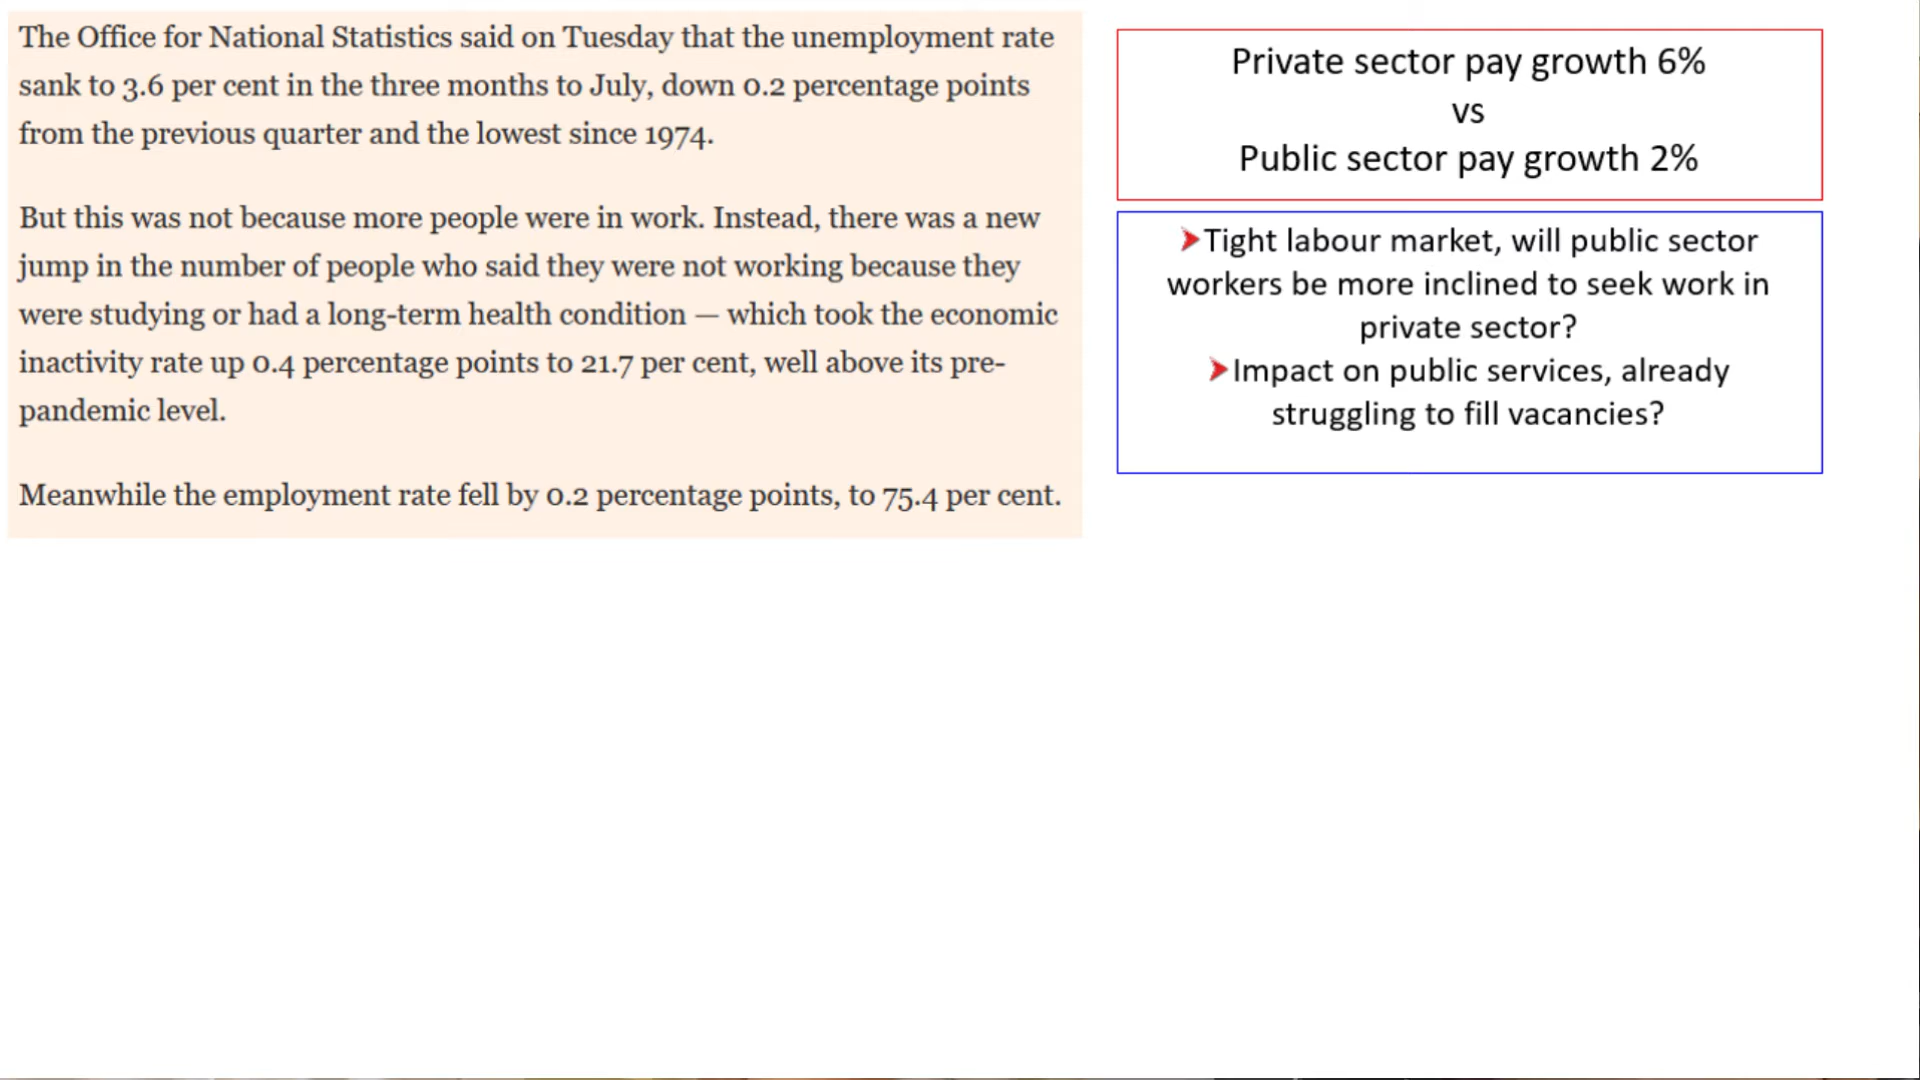 The Office for National Statistics said on Tuesday that the unemployment rate
sank to 3.6 per cent in the three months to July, down 0.2 percentage points
from the previous quarter and the lowest since 1974.
But this was not because more people were in work. Instead, there was a new
jump in the number of people who said they were not working because they
were studying or had a long-term health condition — which took the economic
inactivity rate up 0.4 percentage points to 21.7 per cent, well above its pre-
pandemic level.
Meanwhile the employment rate fell by 0.2 percentage points, to 75.4 per cent.
Private sector pay growth 6%
vs
Public sector pay growth 2%
➤Tight labour market, will public sector
workers be more inclined to seek work in
private sector?
➤Impact on public services, already
struggling to fill vacancies?